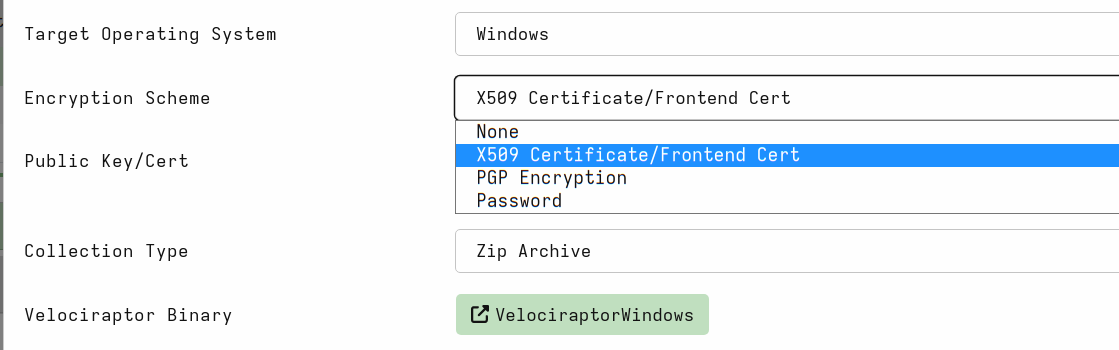 Target Operating System
Windows
Encryption Scheme
X509 Certificate/Frontend Cert
None
X509 Certificate/Frontend Cert
PGP Encryption
Password
Public Key/Cert
Collection Type
Zip Archive
Velociraptor Binary
VelociraptorWindows